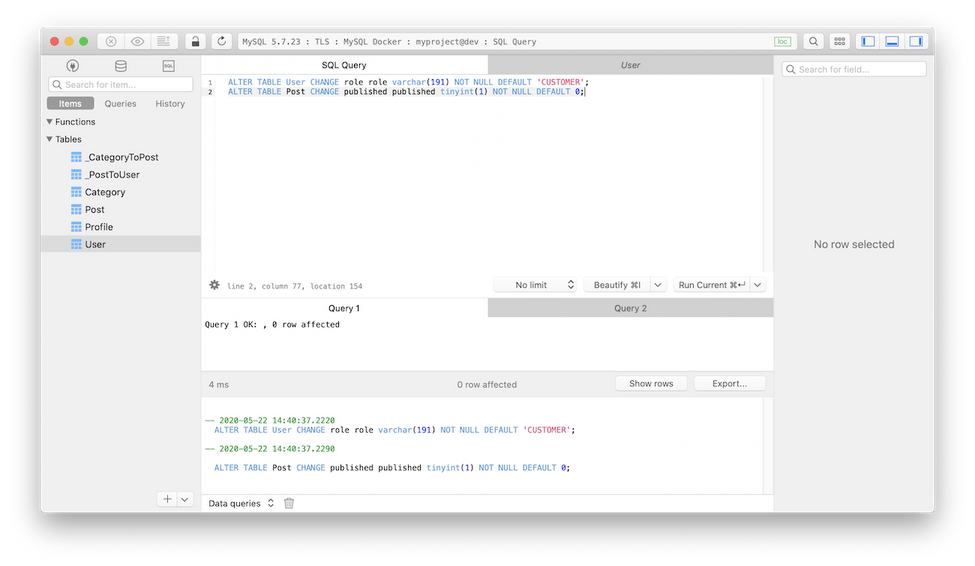 MySQL 5.7.23 : TLS : MySQL Docker : myproject@dev : SQL Query
loc
SQL
Search for item...
Items Queries History
Functions
Tables
_CategoryToPost
_PostToUser
Category
Post
Profile
User
SQL Query User
1 ALTER TABLE User CHANGE role role varchar(191) NOT NULL DEFAULT 'CUSTOMER';
2 ALTER TABLE Post CHANGE published published tinyint(1) NOT NULL DEFAULT 0;
line 2, column 77, location 154
No limit Beautify ⌘I Run Current ⌘↵
Query 1 Query 2
Query 1 OK: , 0 row affected
4 ms 0 row affected Show rows Export...
-- 2020-05-22 14:40:37.2220
ALTER TABLE User CHANGE role role varchar(191) NOT NULL DEFAULT 'CUSTOMER';
-- 2020-05-22 14:40:37.2290
ALTER TABLE Post CHANGE published published tinyint(1) NOT NULL DEFAULT 0;
Data queries
Search for field...
No row selected